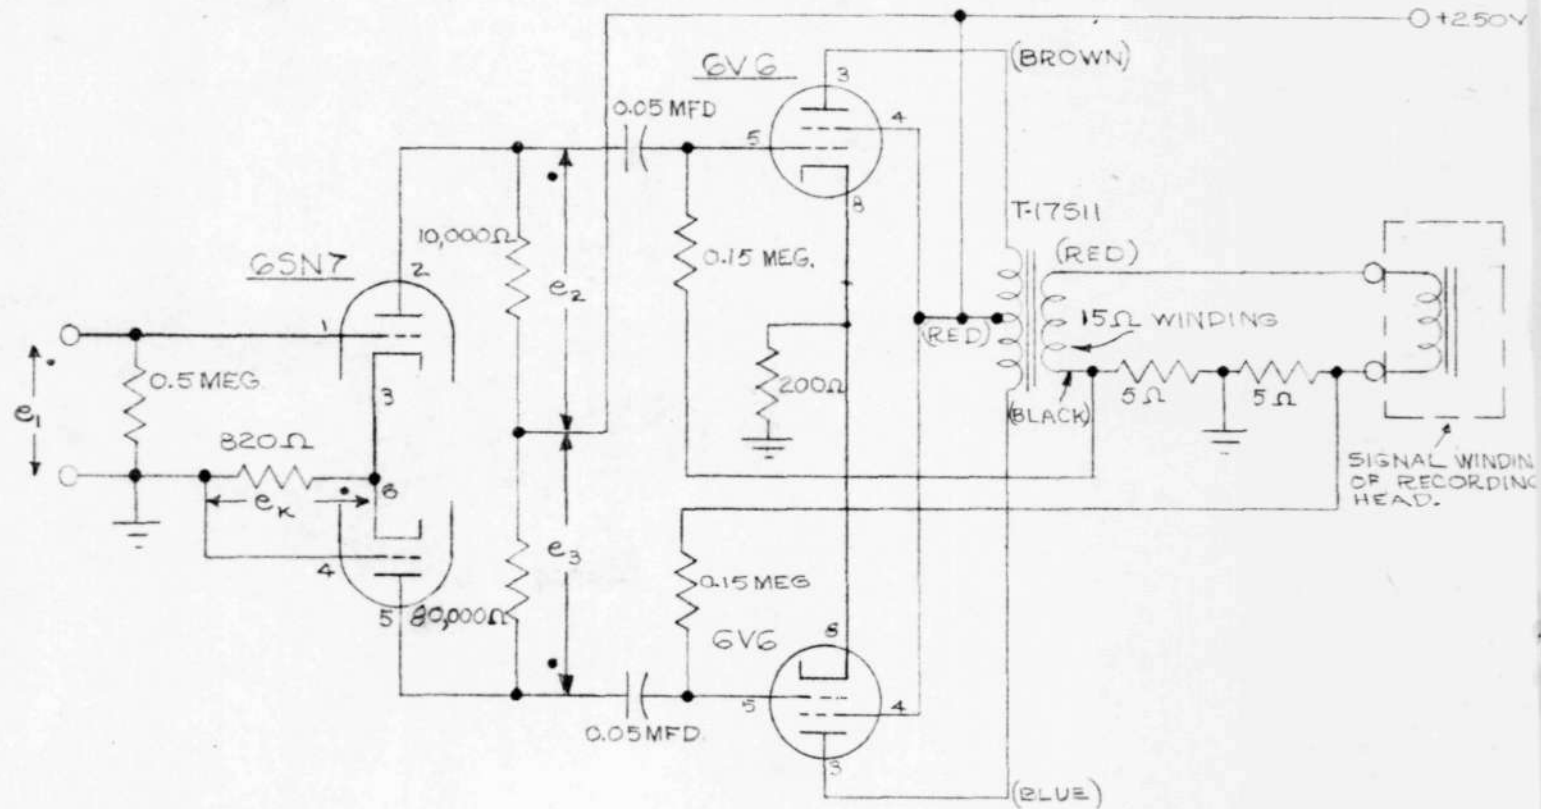 +250V
(BROWN)
6V6
3
0.05 MFD
4
5
8
T-17511
10,000Ω
e2
0.15 MEG.
(RED)
6SN7
2
1
(RED)
15Ω WINDING
0.5 MEG.
e1
3
200Ω
5Ω
5Ω
(BLACK)
820Ω
6
eK
SIGNAL WINDIN
OF RECORDING
HEAD.
4
e3
0.15 MEG
5
80,000Ω
6V6
8
5
4
0.05 MFD.
3
(BLUE)